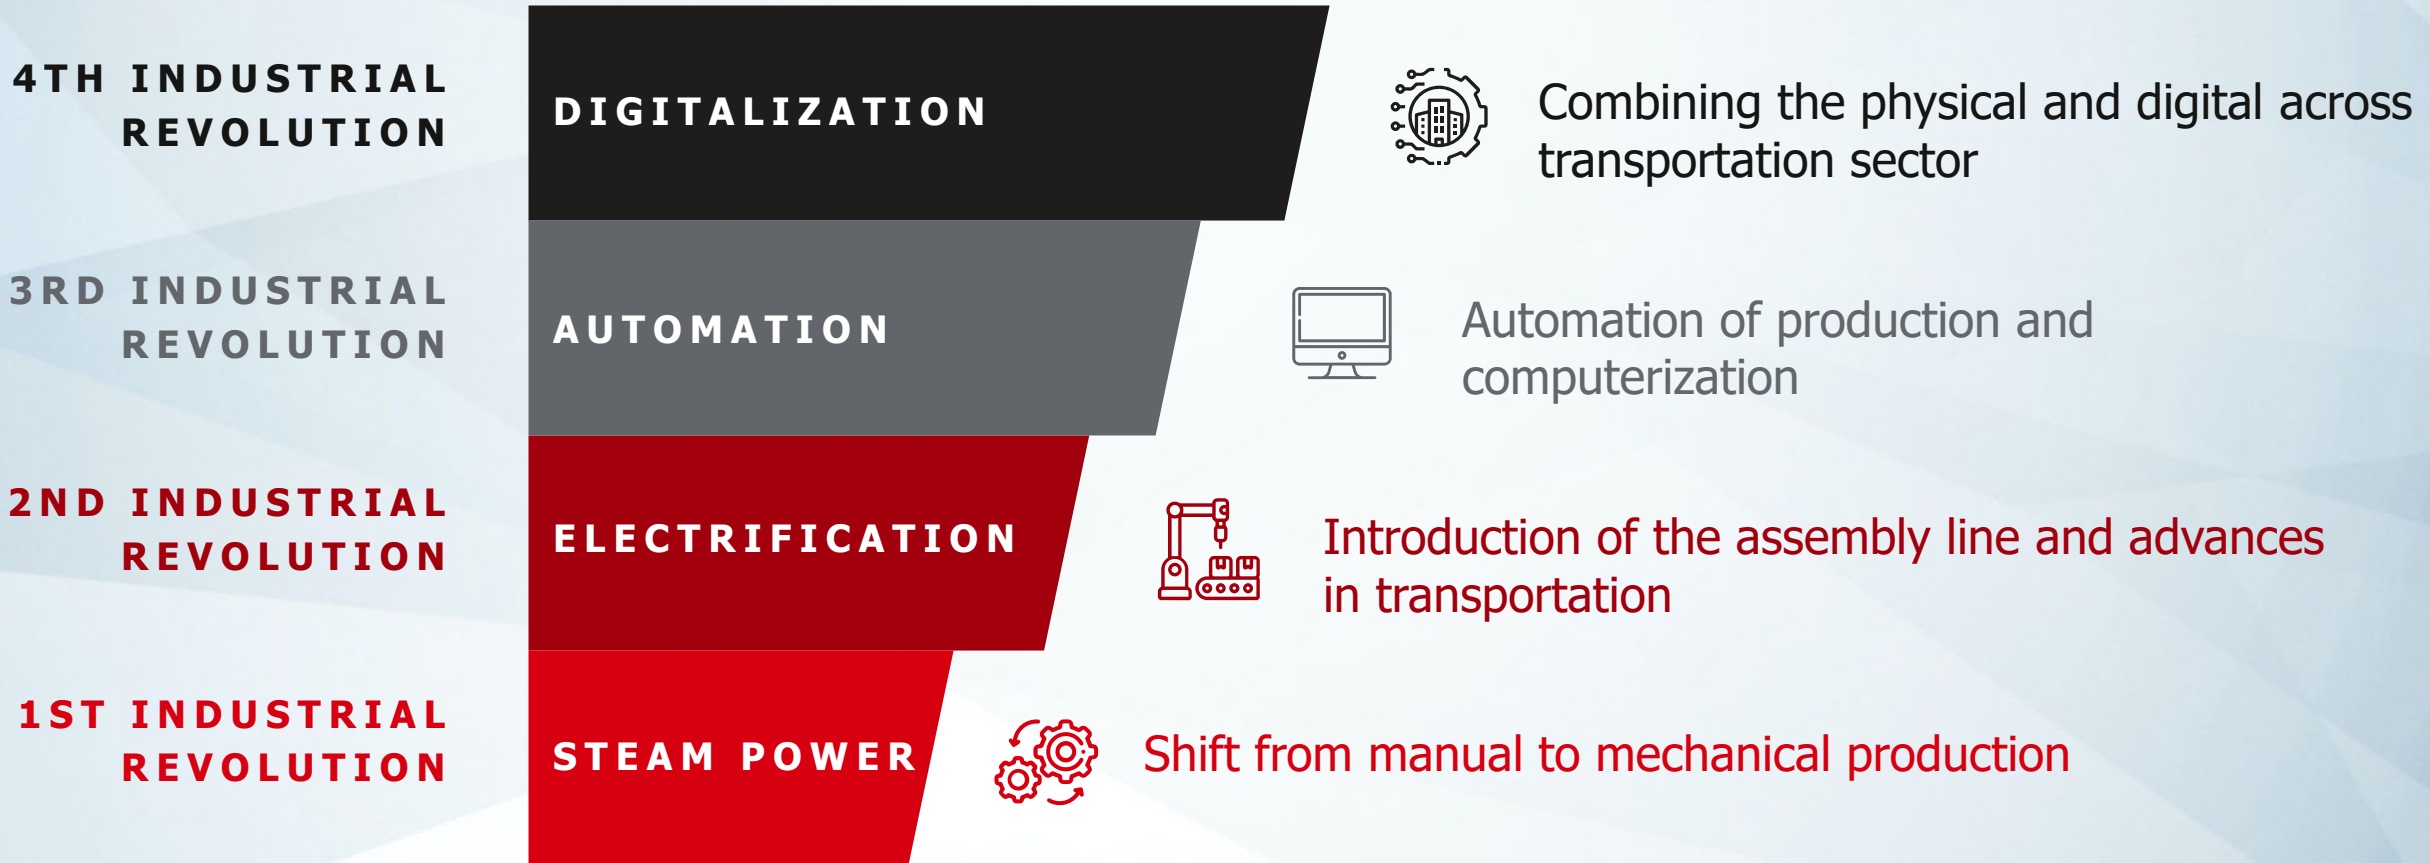 4TH INDUSTRIAL
REVOLUTION
DIGITALIZATION
Combining the physical and digital across
transportation sector
3RD INDUSTRIAL
REVOLUTION
AUTOMATION
Automation of production and
computerization
2ND INDUSTRIAL
REVOLUTION
ELECTRIFICATION
Introduction of the assembly line and advances
in transportation
1ST INDUSTRIAL
REVOLUTION
STEAM POWER
Shift from manual to mechanical production